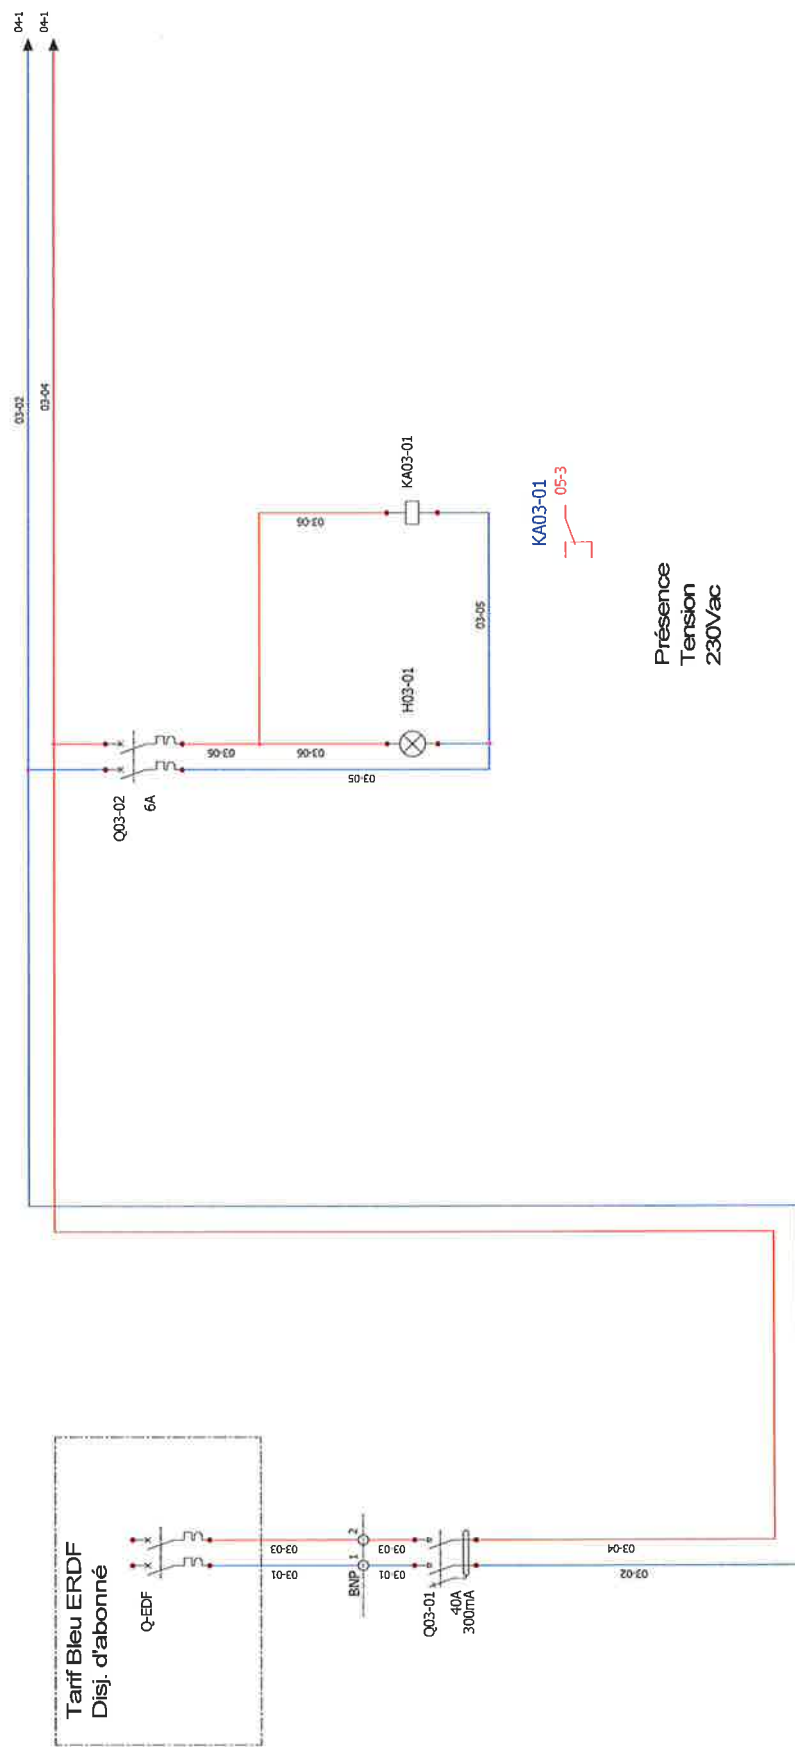 04-1
04-1
03-02
03-04
KA03-01
03-06
KA03-01
05-3
03-05
Présence
Tension
230Vac
H03-01
03-06
03-06
03-05
Q03-02
6A
Tarif Bleu ERDF
Disj. d'abonné
Q-EDF
03-03
03-01
BNP
1
2
03-03
03-01
Q03-01
40A
300mA
03-04
03-02